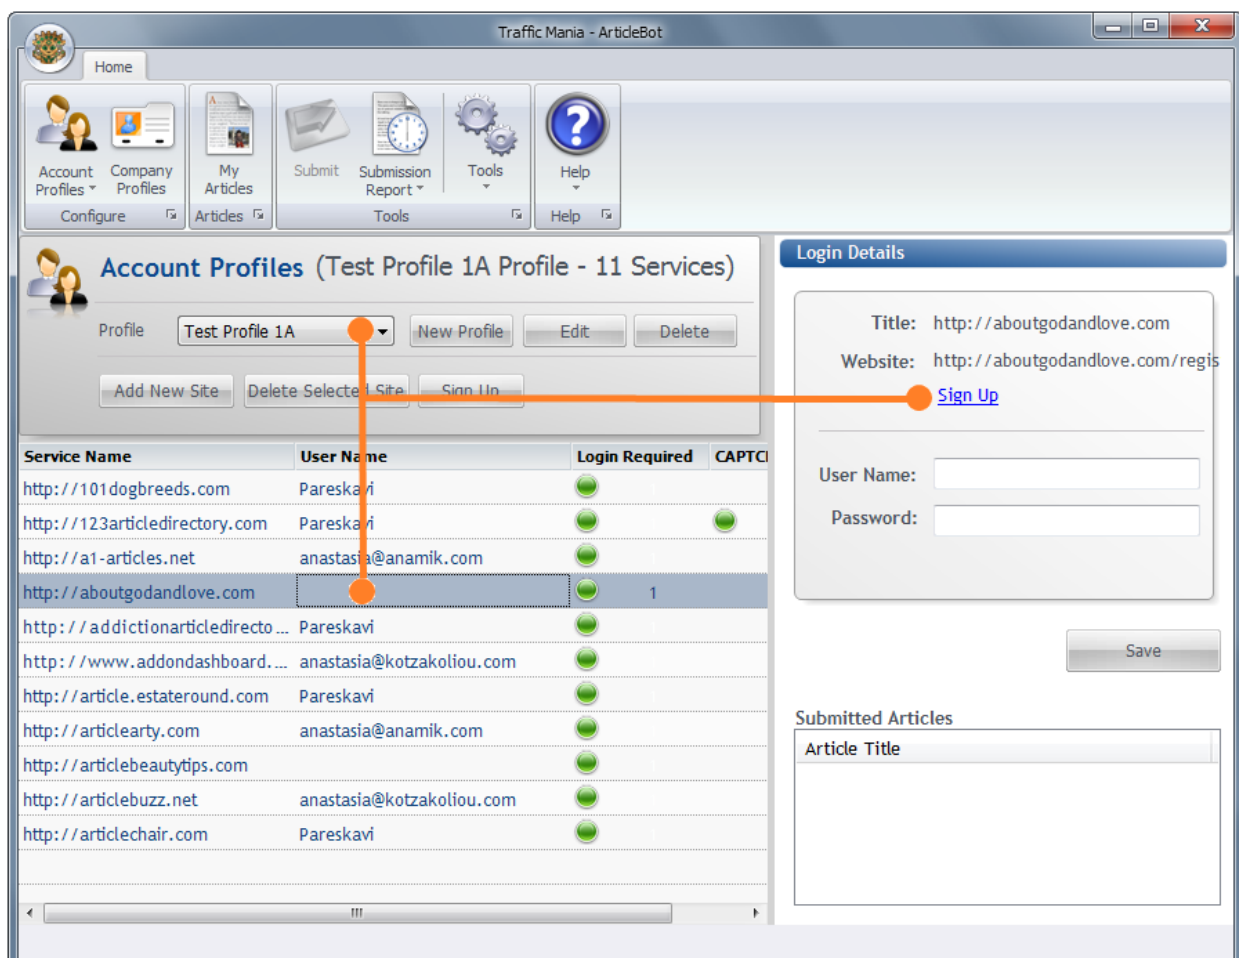 Traffic Mania - ArticleBot
Home
Account Profiles
Company Profiles
My Articles
Submit
Submission Report
Tools
Help
Configure
Articles
Tools
Help
Account Profiles (Test Profile 1A Profile - 11 Services)
Profile Test Profile 1A New Profile Edit Delete
Add New Site Delete Selected Site Sign Up
Service Name User Name Login Required CAPTC
http://101dogbreeds.com Pareskavi
http://123articledirectory.com Pareskavi
http://a1-articles.net anastasia@anamik.com
http://aboutgodandlove.com 1
http://addictionarticledirecto... Pareskavi
http://www.addondashboard.... anastasia@kotzakoliou.com
http://article.estateround.com Pareskavi
http://articlearty.com anastasia@anamik.com
http://articlebeautytips.com
http://articlebuzz.net anastasia@kotzakoliou.com
http://articlechair.com Pareskavi
Login Details
Title: http://aboutgodandlove.com
Website: http://aboutgodandlove.com/regis
Sign Up
User Name:
Password:
Save
Submitted Articles
Article Title